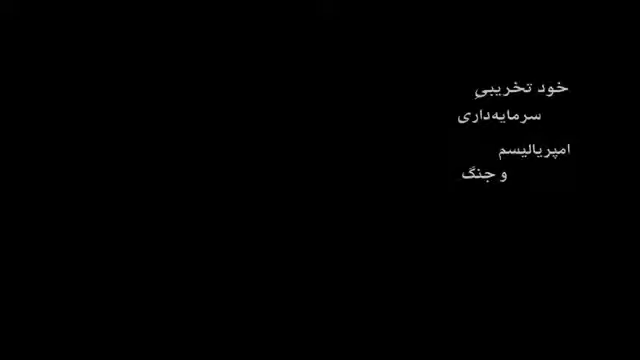 خود تخریبیِ
سرمایه‌داری
امپریالیسم
و جنگ